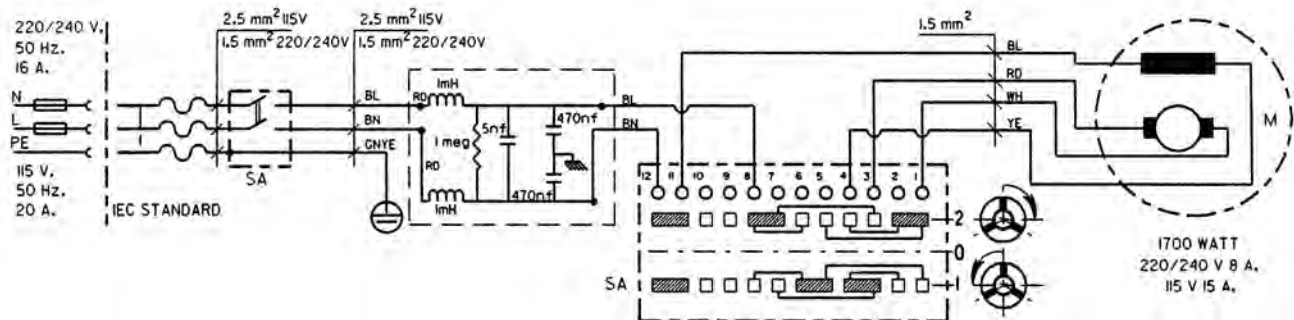 220/240 V.
50 Hz.
16 A.
N
L
PE
115 V.
50 Hz.
20 A.
IEC STANDARD
2.5 mm² 115V
1.5 mm² 220/240V
SA
2.5 mm² 115V
1.5 mm² 220/240V
BL
BN
GNYE
1mH
RD
5nf
470nf
1 meg
RD
470nf
1mH
BL
BN
1.5 mm²
BL
RD
WH
YE
M
12 11 10 9 8 7 6 5 4 3 2 1
2
0
SA
1
1700 WATT
220/240 V 8 A.
115 V 15 A.